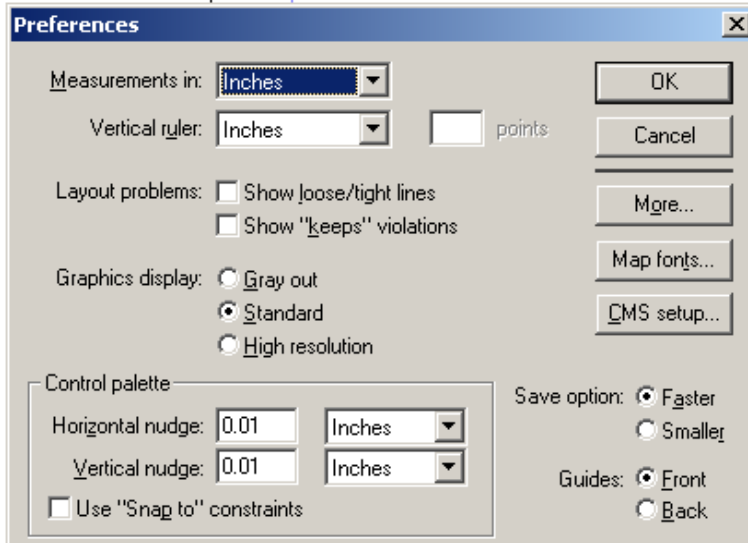 Preferences
Measurements in: Inches
OK
Vertical ruler: Inches points
Cancel
Layout problems: Show loose/tight lines
Show "keeps" violations
More...
Map fonts...
Graphics display: Gray out
Standard
CMS setup...
High resolution
Control palette
Save option: Faster
Smaller
Horizontal nudge: 0.01 Inches
Vertical nudge: 0.01 Inches
Guides: Front
Back
Use "Snap to" constraints